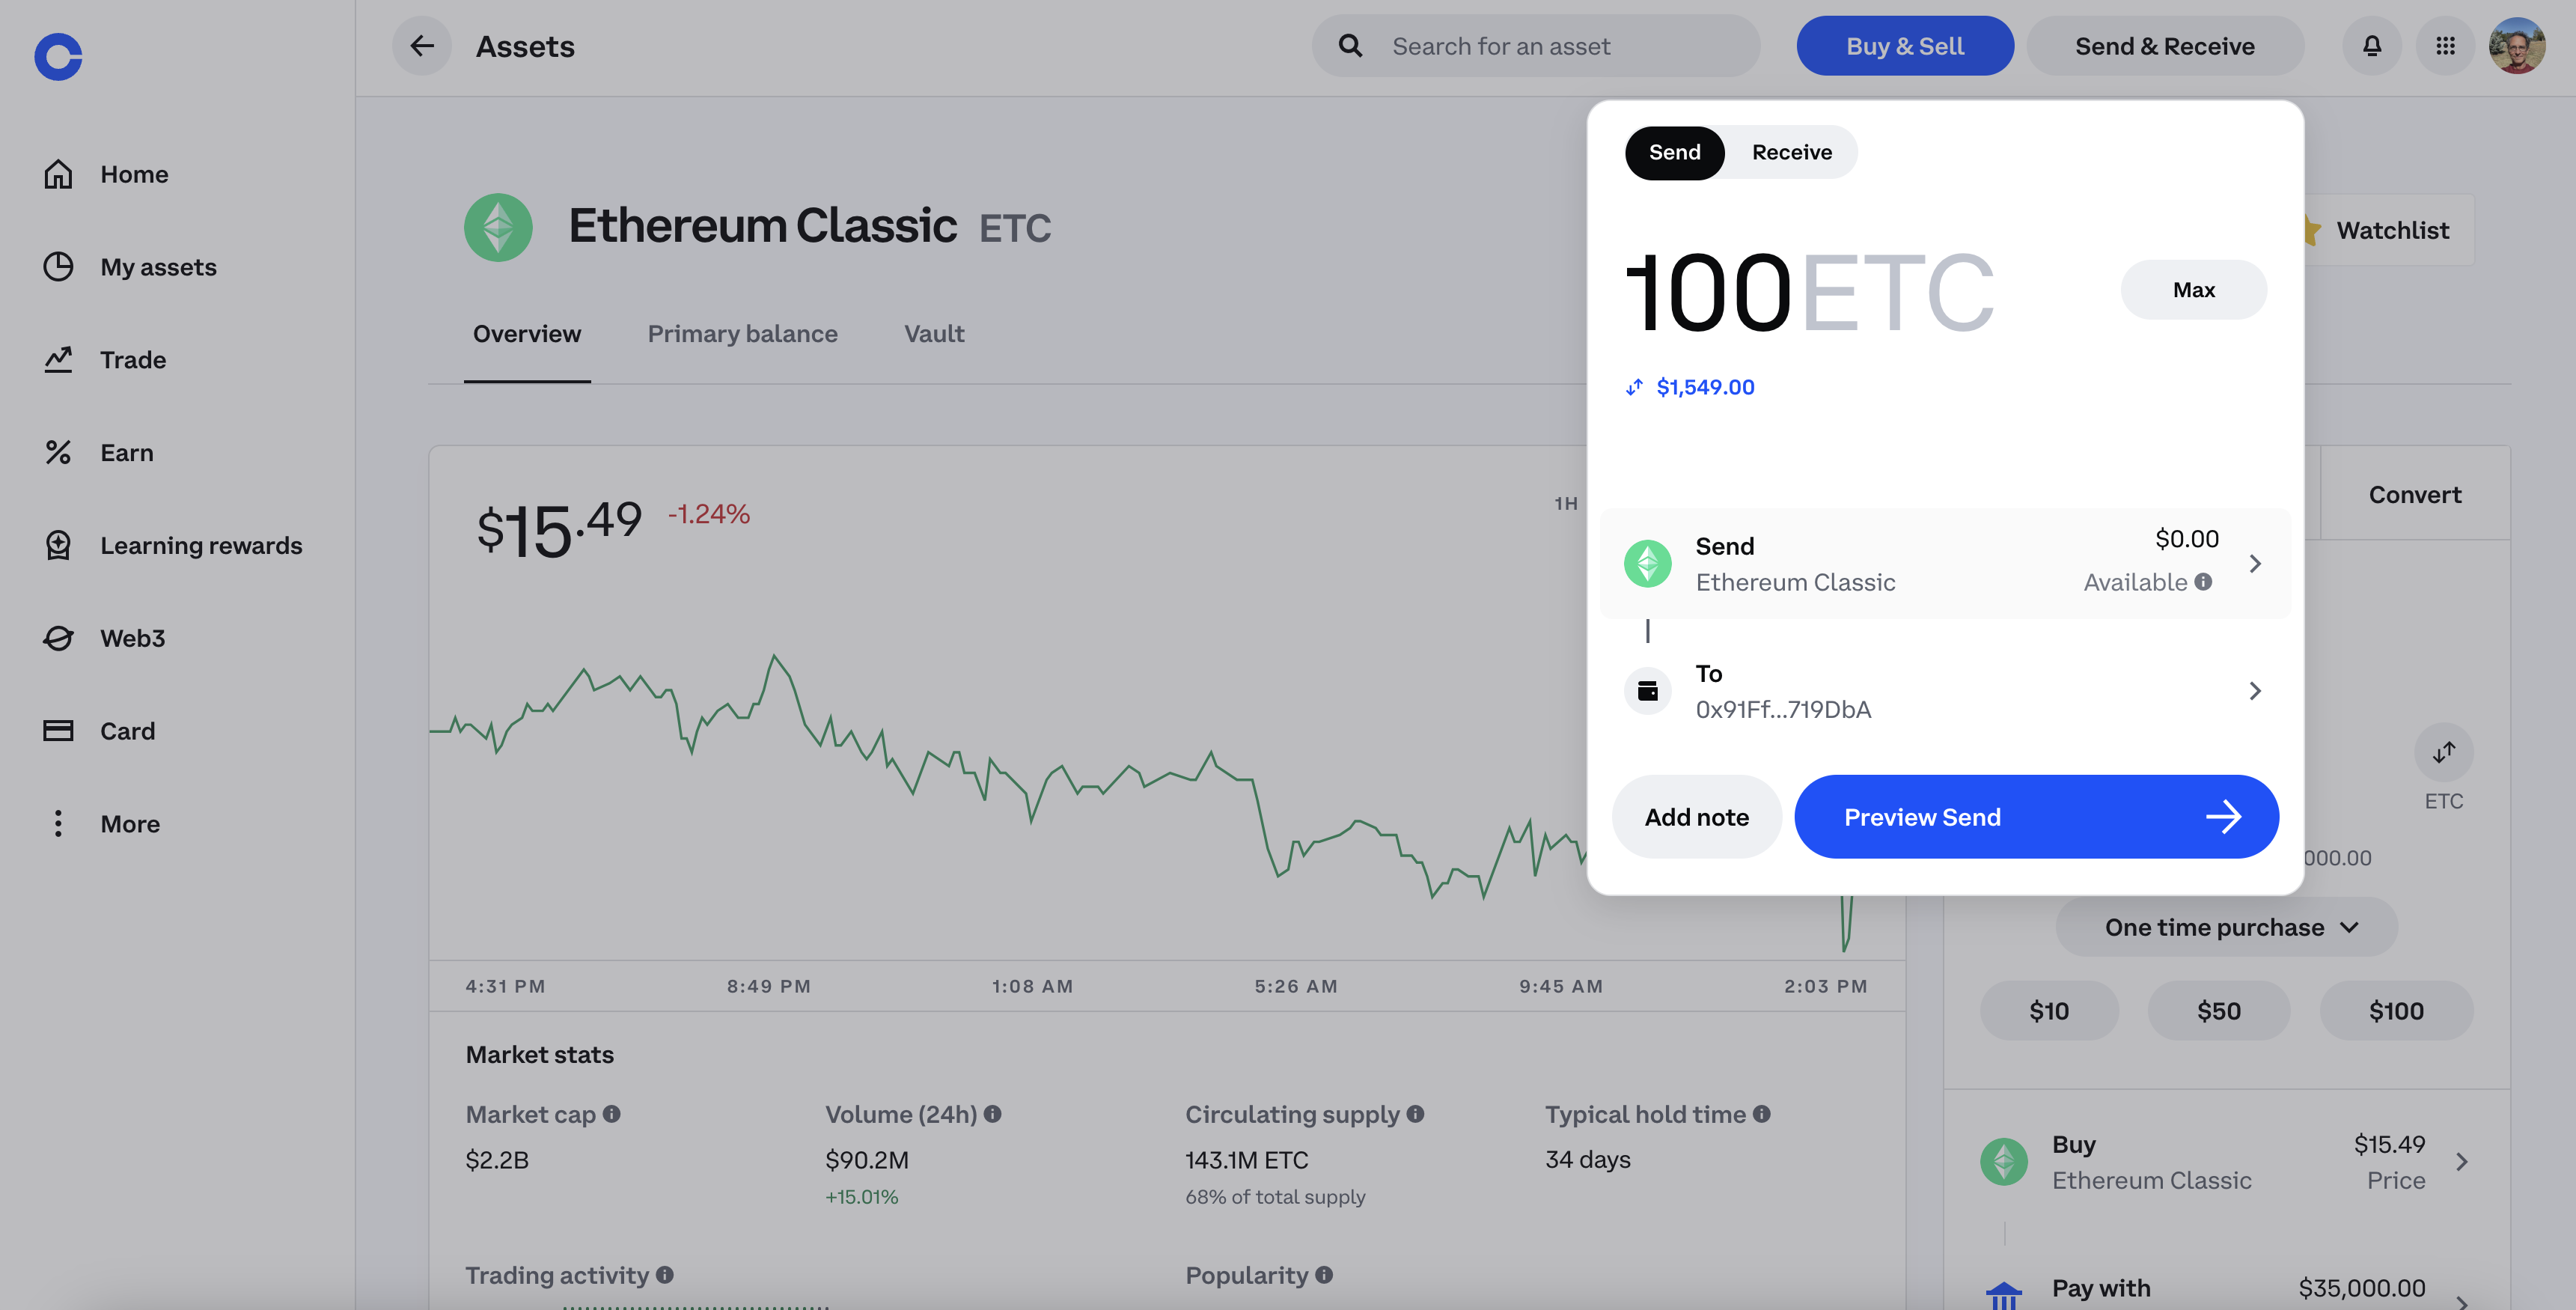 Assets
Search for an asset
Buy & Sell
Send & Receive
Home
My assets
Trade
Earn
Learning rewards
Web3
Card
More
Ethereum Classic ETC
Watchlist
Overview
Primary balance
Vault
$15.49
-1.24%
1H
4:31 PM
8:49 PM
1:08 AM
5:26 AM
9:45 AM
2:03 PM
Market stats
Market cap
$2.2B
Volume (24h)
$90.2M
+15.01%
Circulating supply
143.1M ETC
68% of total supply
Typical hold time
34 days
Trading activity
Popularity
Send
Receive
100ETC
Max
$1,549.00
Send
Ethereum Classic
$0.00
Available
To
0x91Ff...719DbA
Add note
Preview Send
Convert
ETC
000.00
One time purchase
$10
$50
$100
Buy
Ethereum Classic
$15.49
Price
Pay with
$35,000.00